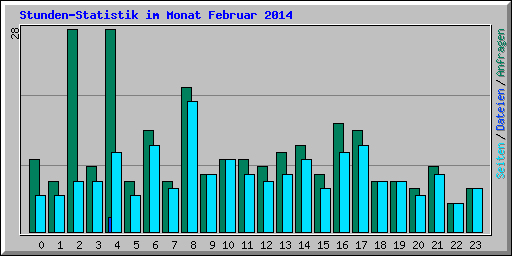 Stunden-Statistik im Monat Februar 2014
28
Seiten/Dateien/Anfragen
0 1 2 3 4 5 6 7 8 9 10 11 12 13 14 15 16 17 18 19 20 21 22 23